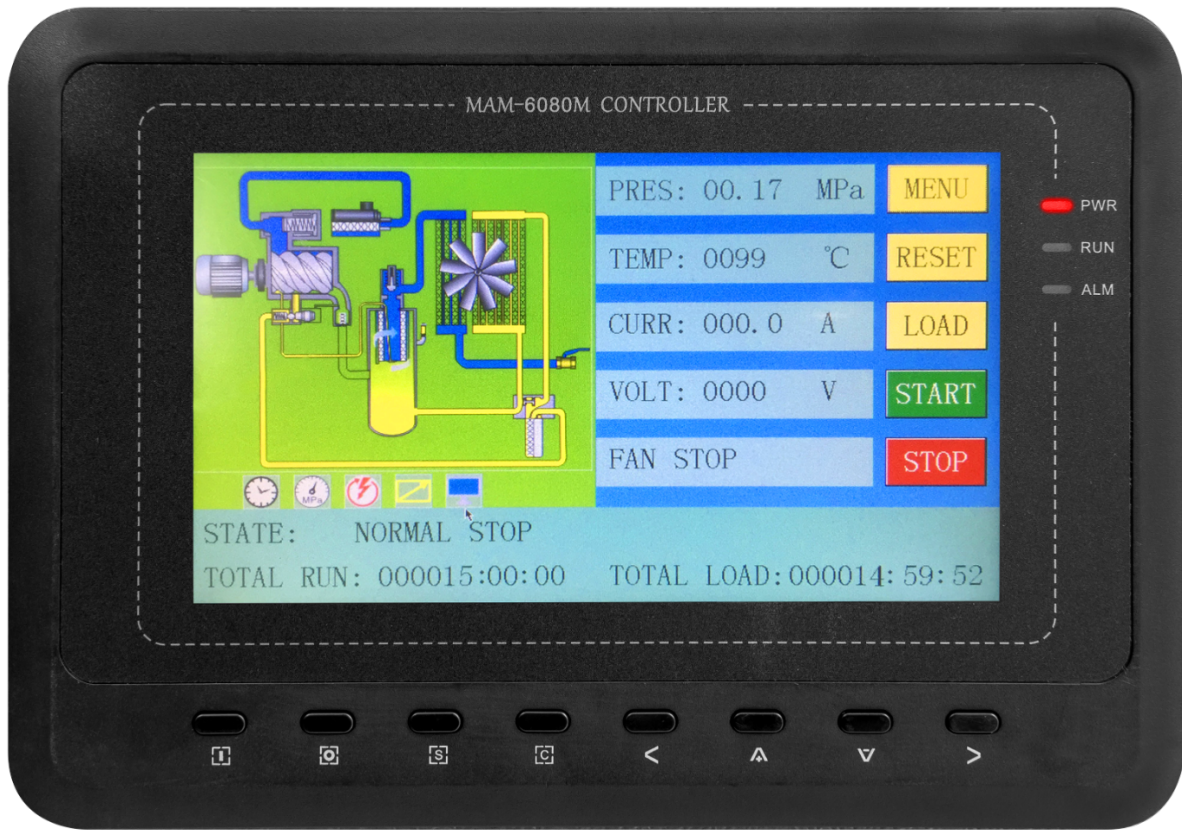 MAM-6080M CONTROLLER
PRES: 00.17 MPa
MENU
TEMP: 0099 ℃
RESET
CURR: 000.0 A
LOAD
VOLT: 0000 V
START
FAN STOP
STOP
MPa
STATE: NORMAL STOP
TOTAL RUN: 000015:00:00 TOTAL LOAD:000014:59:52
PWR
RUN
ALM
I O S C < ∧ ∨ >